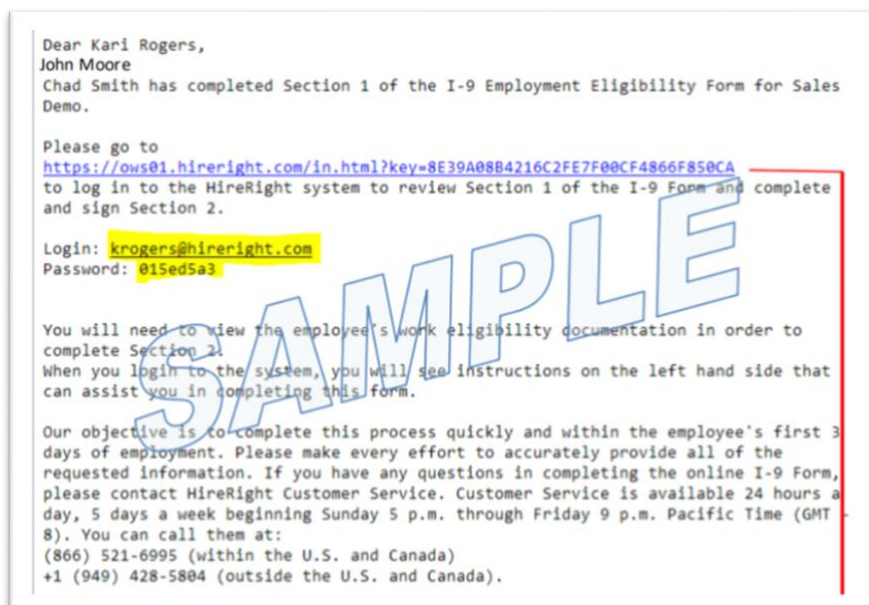 Dear Kari Rogers,
John Moore
Chad Smith has completed Section 1 of the I-9 Employment Eligibility Form for Sales
Demo.
Please go to
https://ows01.hireright.com/in.html?key=8E39A08B4216C2FE7F00CF4866F850CA
to log in to the HireRight system to review Section 1 of the I-9 Form and complete
and sign Section 2.
Login: krogers@hireright.com
Password: 015ed5a3
SAMPLE
You will need to view the employee's work eligibility documentation in order to
complete Section 2.
When you login to the system, you will see instructions on the left hand side that
can assist you in completing this form.
Our objective is to complete this process quickly and within the employee's first 3
days of employment. Please make every effort to accurately provide all of the
requested information. If you have any questions in completing the online I-9 Form,
please contact HireRight Customer Service. Customer Service is available 24 hours a
day, 5 days a week beginning Sunday 5 p.m. through Friday 9 p.m. Pacific Time (GMT -
8). You can call them at:
(866) 521-6995 (within the U.S. and Canada)
+1 (949) 428-5804 (outside the U.S. and Canada).